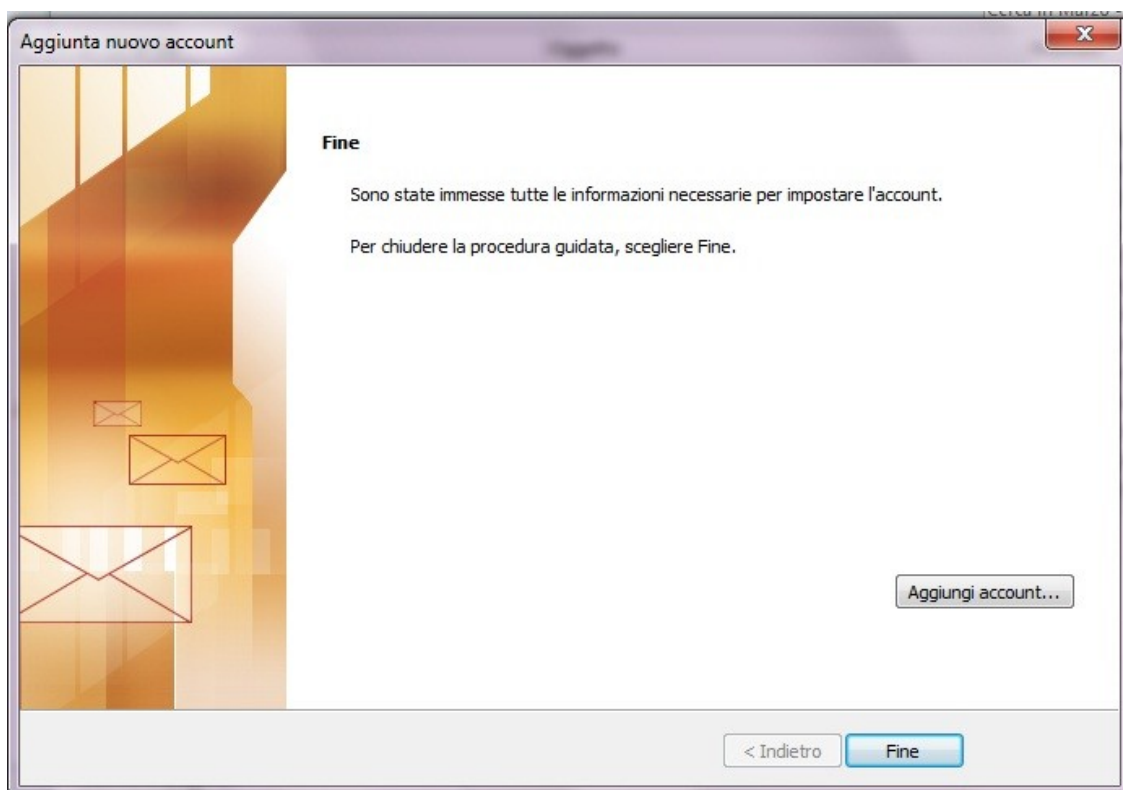 Aggiunta nuovo account
Fine
Sono state immesse tutte le informazioni necessarie per impostare l'account.
Per chiudere la procedura guidata, scegliere Fine.
Aggiungi account...
< Indietro
Fine